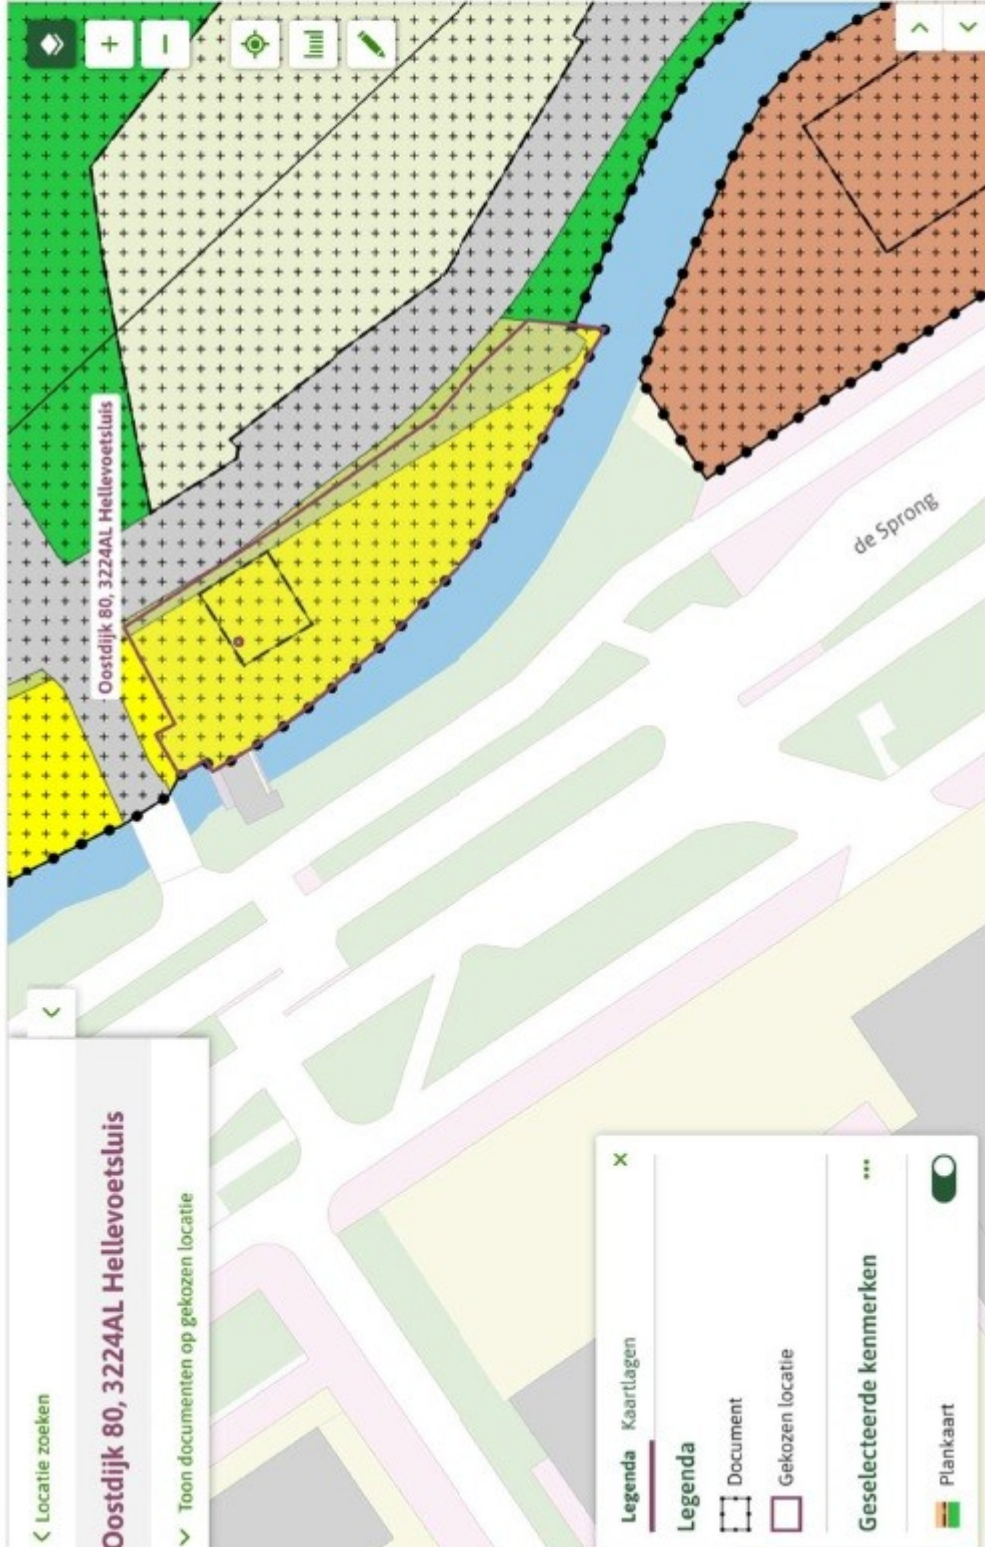 Locatie zoeken
Oostdijk 80, 3224AL Hellevoetsluis
Toon documenten op gekozen locatie
Oostdijk 80, 3224AL Hellevoetsluis
de Sprong
Legenda Kaartlagen
Legenda
Document
Gekozen locatie
Geselecteerde kenmerken
Plankaart